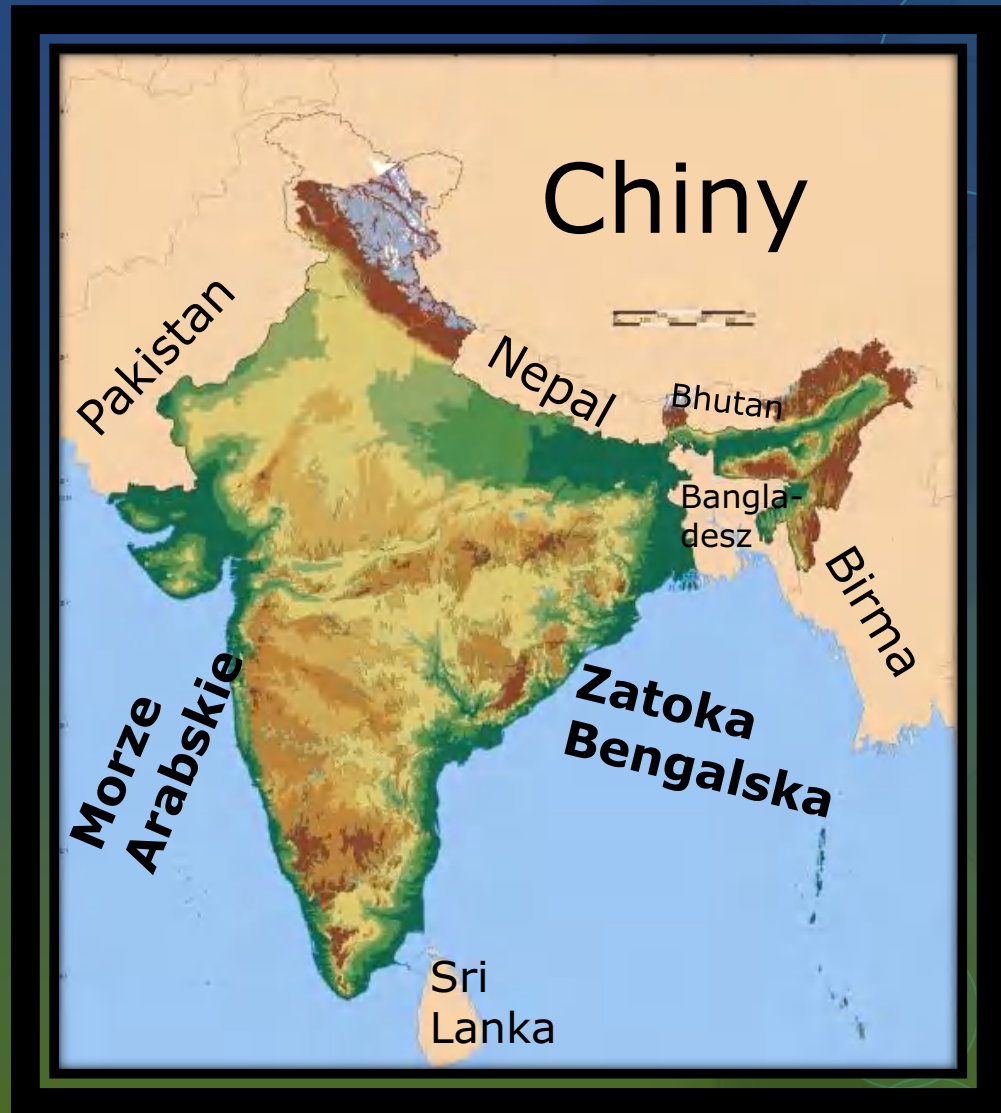 Chiny
Pakistan
Nepal
Bhutan
Bangla-
desz
Birma
Morze
Arabskie
Zatoka
Bengalska
Sri
Lanka